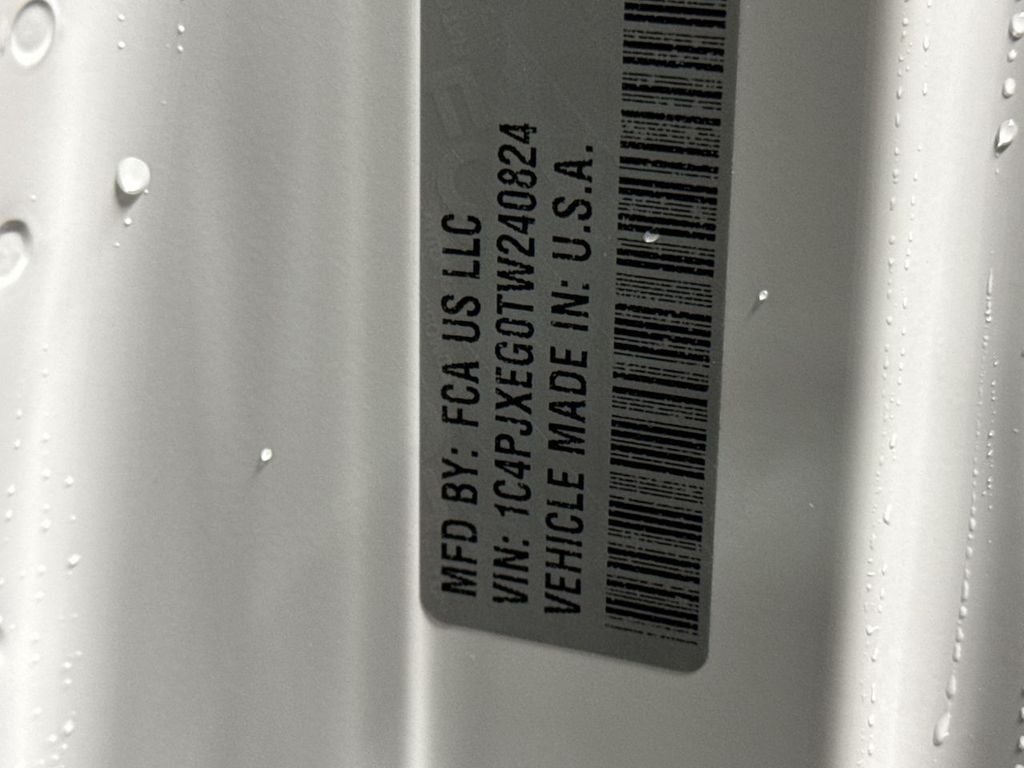 MFD BY: FCA US LLC
VIN: 1C4PJXEG0TW240824
VEHICLE MADE IN: U.S.A.